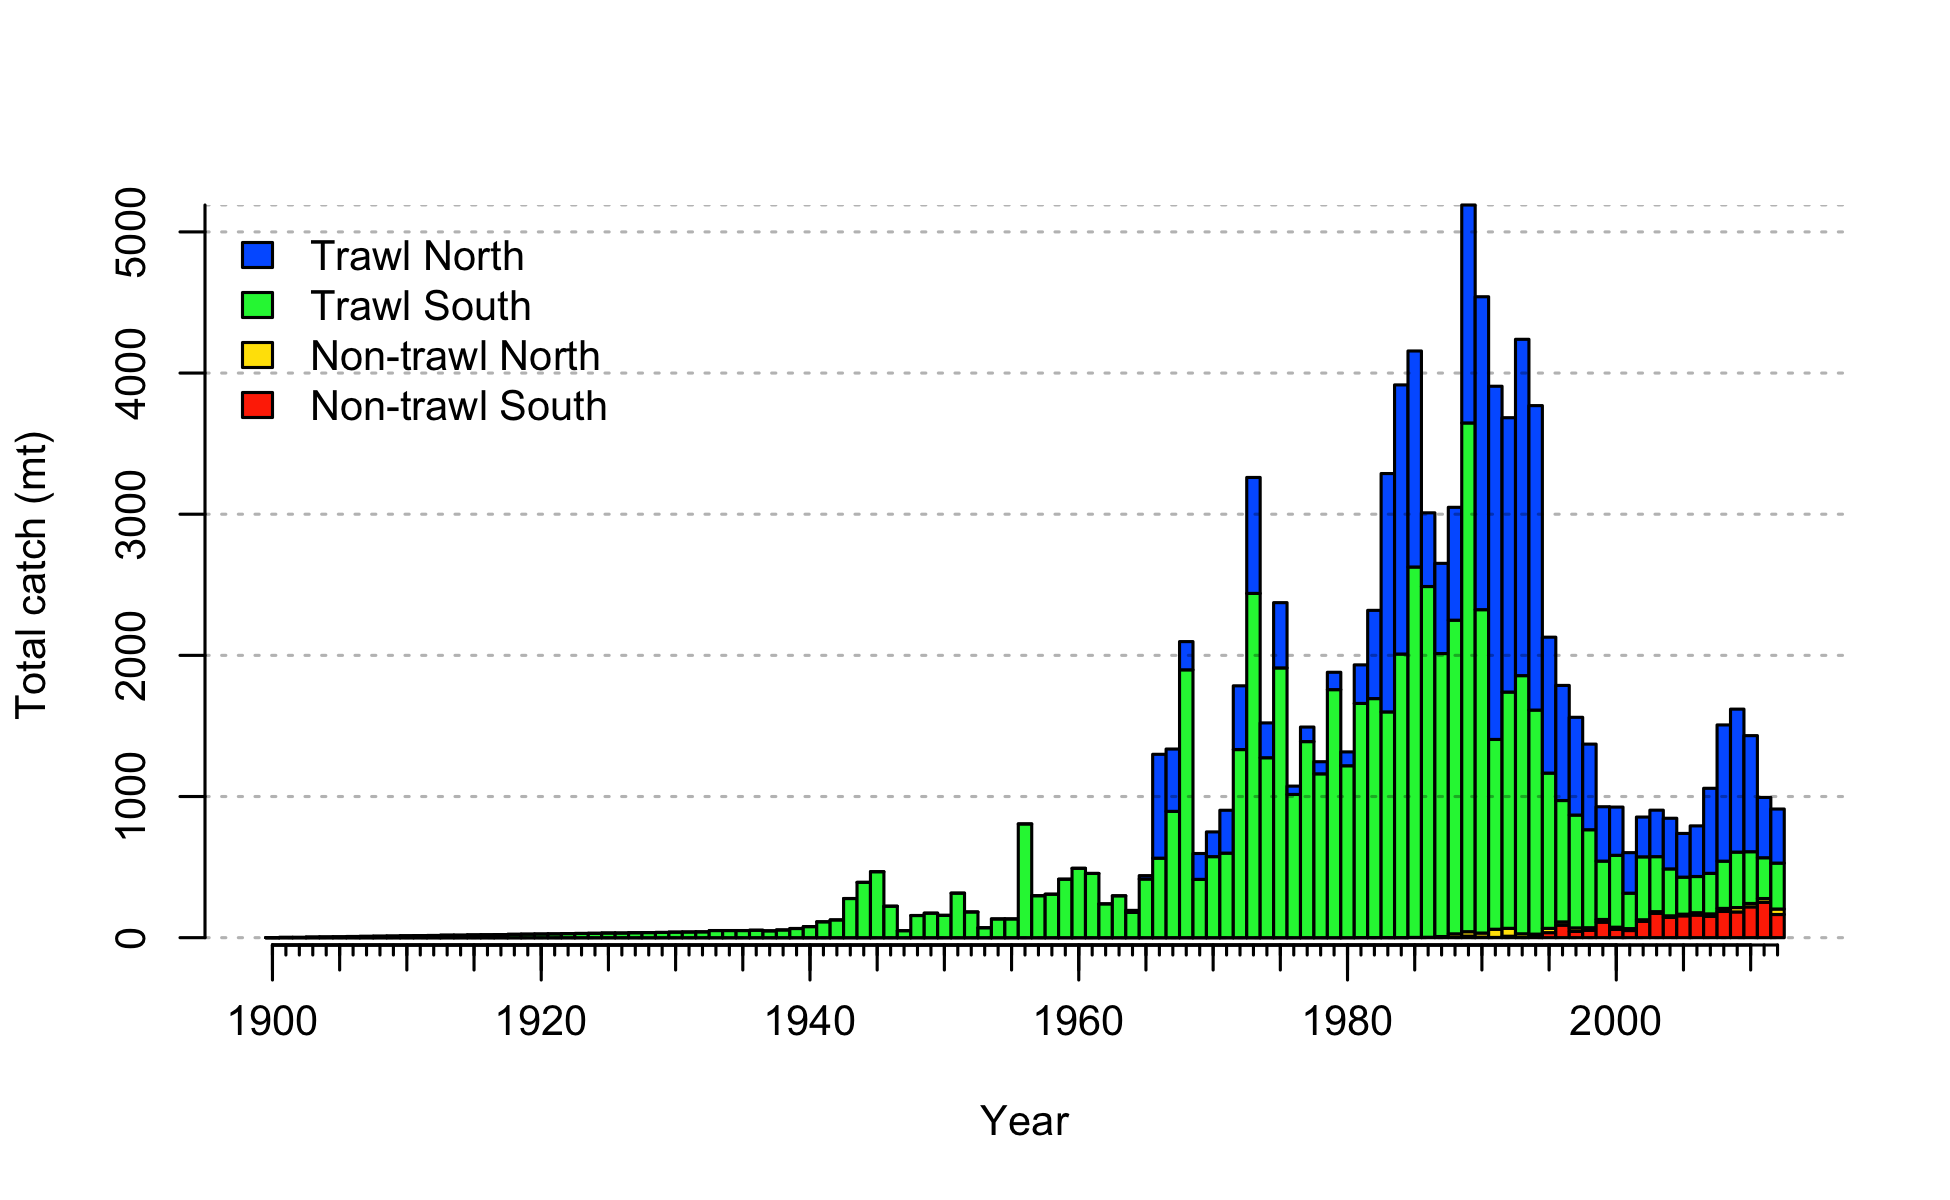 Trawl North
Trawl South
Non-trawl North
Non-trawl South
Total catch (mt)
5000
4000
3000
2000
1000
0
1900 1920 1940 1960 1980 2000
Year